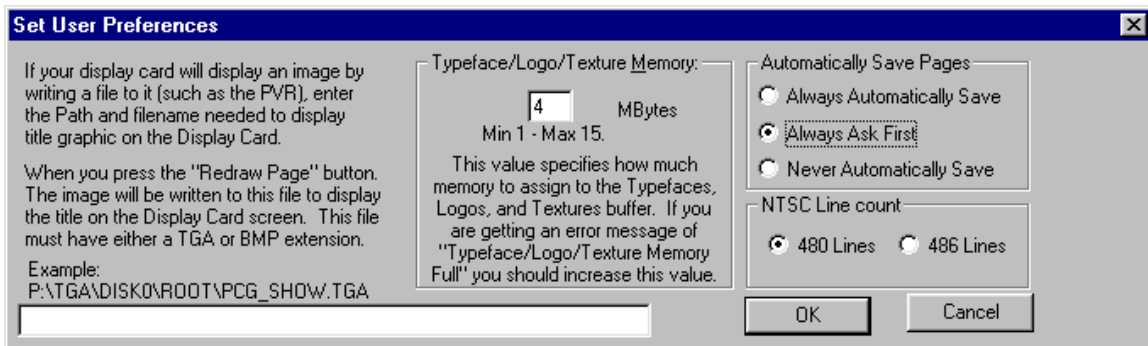 Set User Preferences
If your display card will display an image by
writing a file to it (such as the PVR), enter
the Path and filename needed to display
title graphic on the Display Card.
When you press the "Redraw Page" button.
The image will be written to this file to display
the title on the Display Card screen. This file
must have either a TGA or BMP extension.
Example:
P:\TGA\DISK0\ROOT\PCG_SHOW.TGA
Typeface/Logo/Texture Memory:
4 MBytes
Min 1 - Max 15.
This value specifies how much
memory to assign to the Typefaces,
Logos, and Textures buffer. If you
are getting an error message of
"Typeface/Logo/Texture Memory
Full" you should increase this value.
Automatically Save Pages
Always Automatically Save
Always Ask First
Never Automatically Save
NTSC Line count
480 Lines 486 Lines
OK Cancel